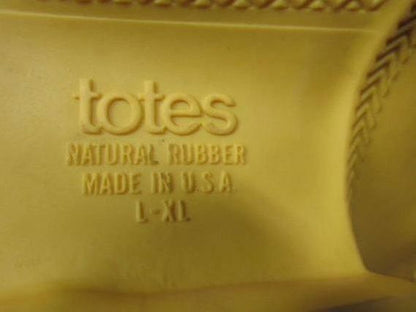 totes
NATURAL RUBBER
MADE IN U.S.A
L-XL